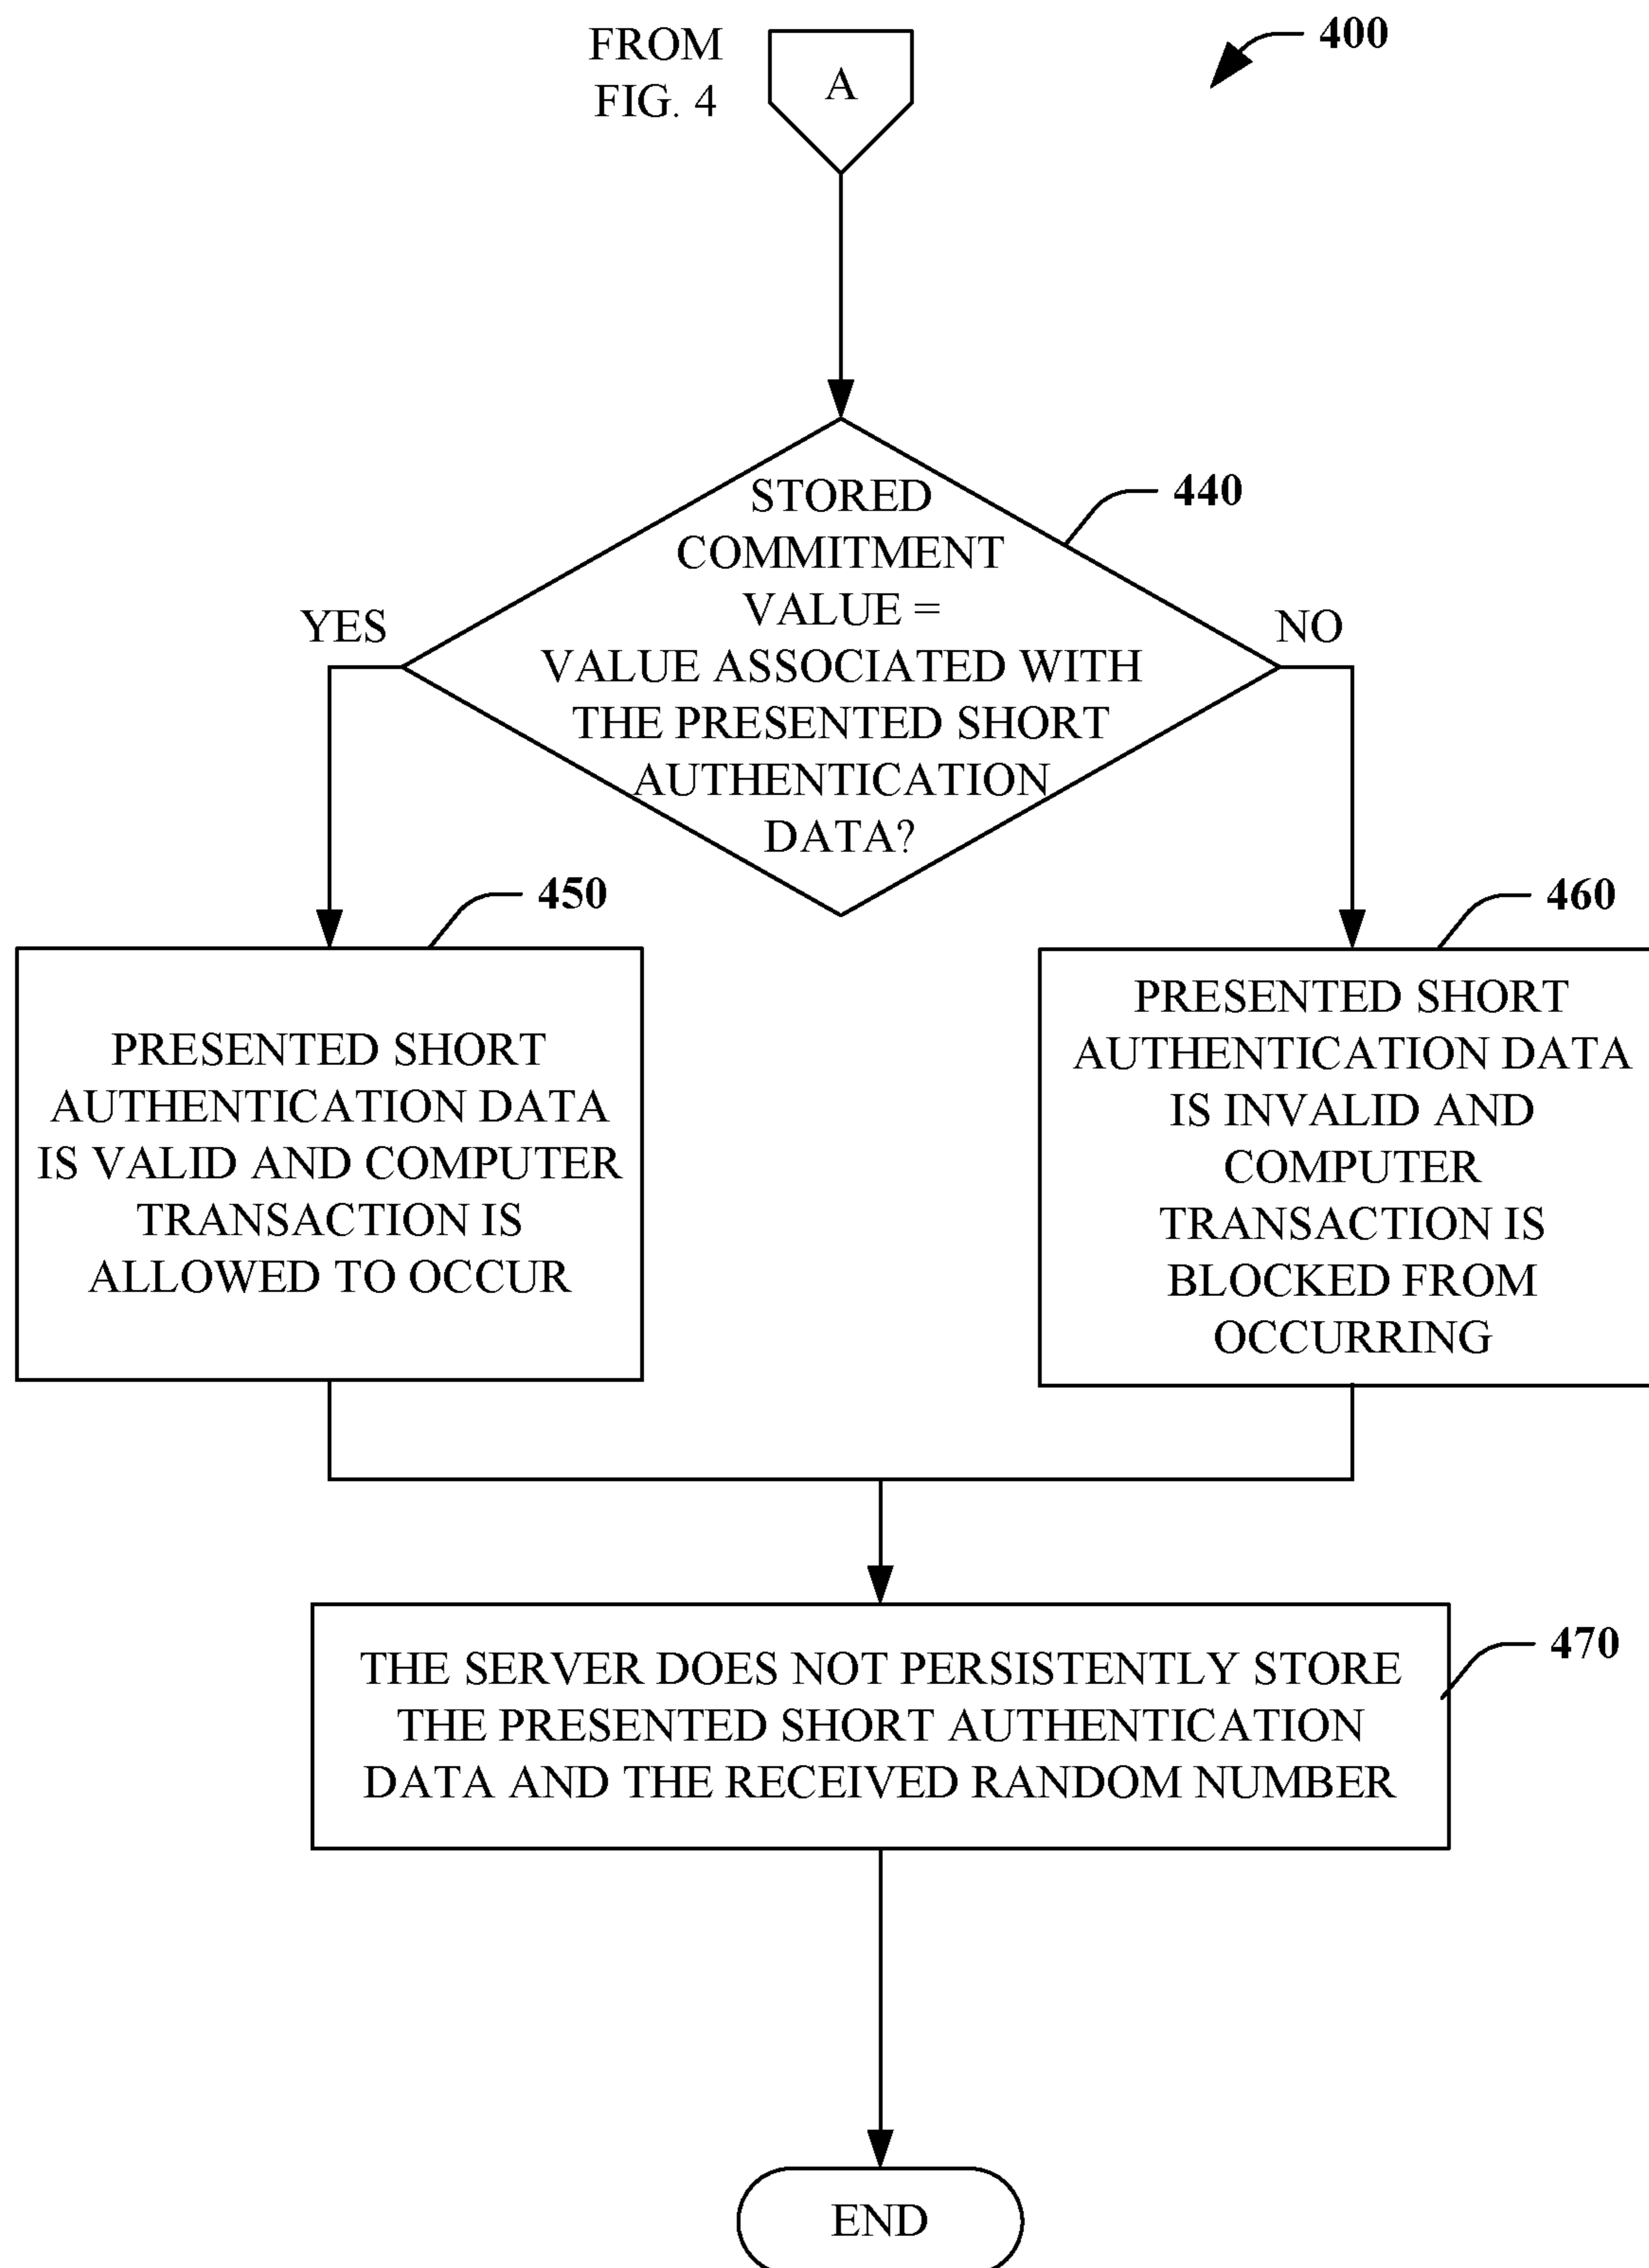 FROM
FIG. 4
A
400
STORED
COMMITMENT
VALUE =
VALUE ASSOCIATED WITH
THE PRESENTED SHORT
AUTHENTICATION
DATA?
440
YES
NO
450
PRESENTED SHORT
AUTHENTICATION DATA
IS VALID AND COMPUTER
TRANSACTION IS
ALLOWED TO OCCUR
460
PRESENTED SHORT
AUTHENTICATION DATA
IS INVALID AND
COMPUTER
TRANSACTION IS
BLOCKED FROM
OCCURRING
THE SERVER DOES NOT PERSISTENTLY STORE
THE PRESENTED SHORT AUTHENTICATION
DATA AND THE RECEIVED RANDOM NUMBER
470
END